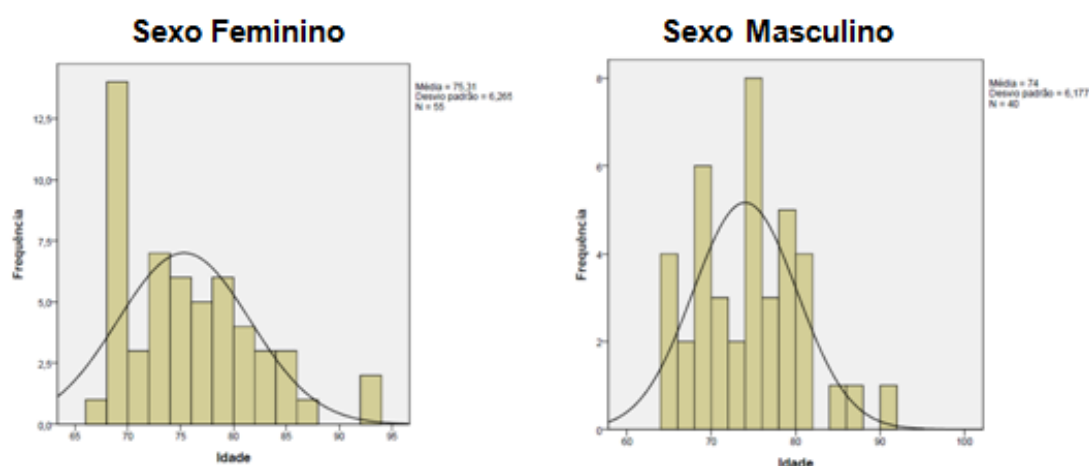 Sexo Feminino
Média = 75,31
Desvio padrão = 6,265
N = 55
12,5
10,0
7,5
5,0
2,5
0,0
Frequência
65 70 75 80 85 90 95
Idade
Sexo Masculino
Média = 74
Desvio padrão = 6,177
N = 40
8
6
4
2
0
Frequência
60 70 80 90 100
Idade